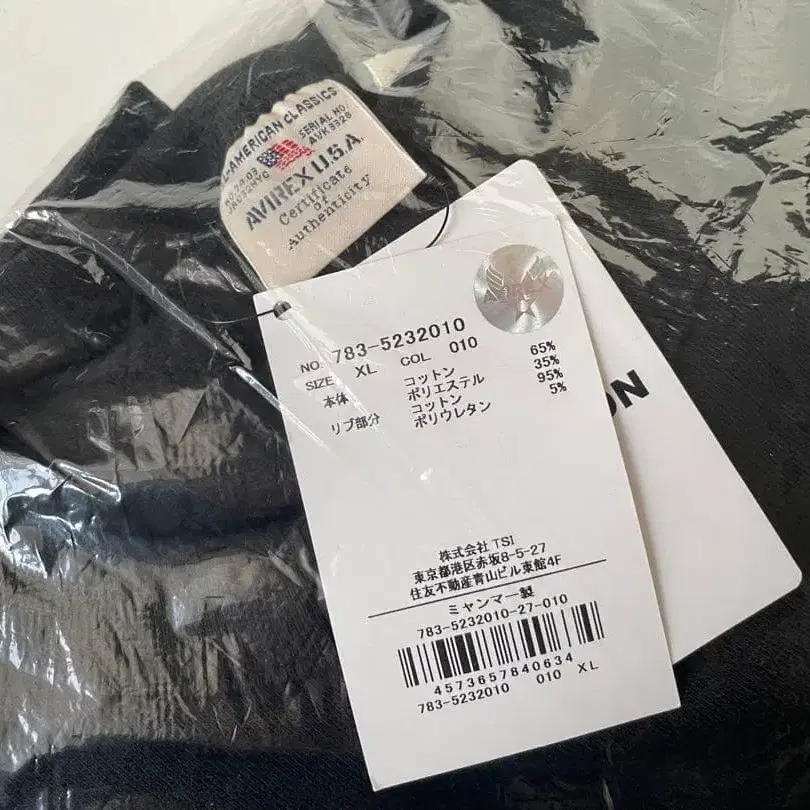 L-AMERICAN CLASSICS
SERIAL NO.
AVK3328
AVIREX U.S.A.
Certificate
of
Authenticity
AVIREX
NO. 783-5232010
SIZE XL COL 010
本体 コットン 65%
ポリエステル 35%
リブ部分 コットン 95%
ポリウレタン 5%
ON
株式会社 TSI
東京都港区赤坂8-5-27
住友不動産青山ビル東館4F
ミャンマー製
783-5232010-27-010
4573657840634
783-5232010 010 XL